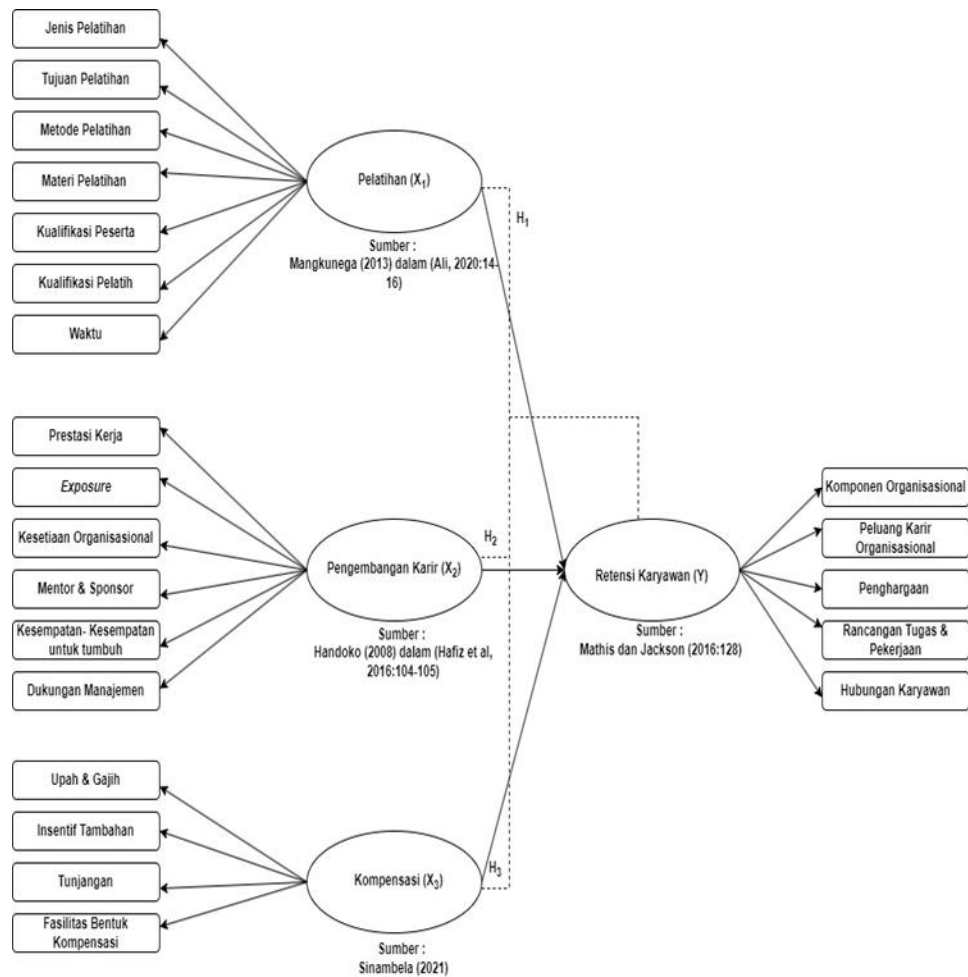 Jenis Pelatihan
Tujuan Pelatihan
Metode Pelatihan
Materi Pelatihan
Kualifikasi Peserta
Kualifikasi Pelatih
Waktu
Pelatihan (X₁)
Sumber :
Mangkunega (2013) dalam (Ali, 2020:14-
16)
H₁
Prestasi Kerja
Exposure
Kesetiaan Organisasional
Mentor & Sponsor
Kesempatan- Kesempatan
untuk tumbuh
Dukungan Manajemen
Pengembangan Karir (X₂)
Sumber :
Handoko (2008) dalam (Hafiz et al,
2016:104-105)
H₂
Retensi Karyawan (Y)
Sumber :
Mathis dan Jackson (2016:128)
Komponen Organisasional
Peluang Karir
Organisasional
Penghargaan
Rancangan Tugas &
Pekerjaan
Hubungan Karyawan
Upah & Gajih
Insentif Tambahan
Tunjangan
Fasilitas Bentuk
Kompensasi
Kompensasi (X₃)
Sumber :
Sinambela (2021)
H₃